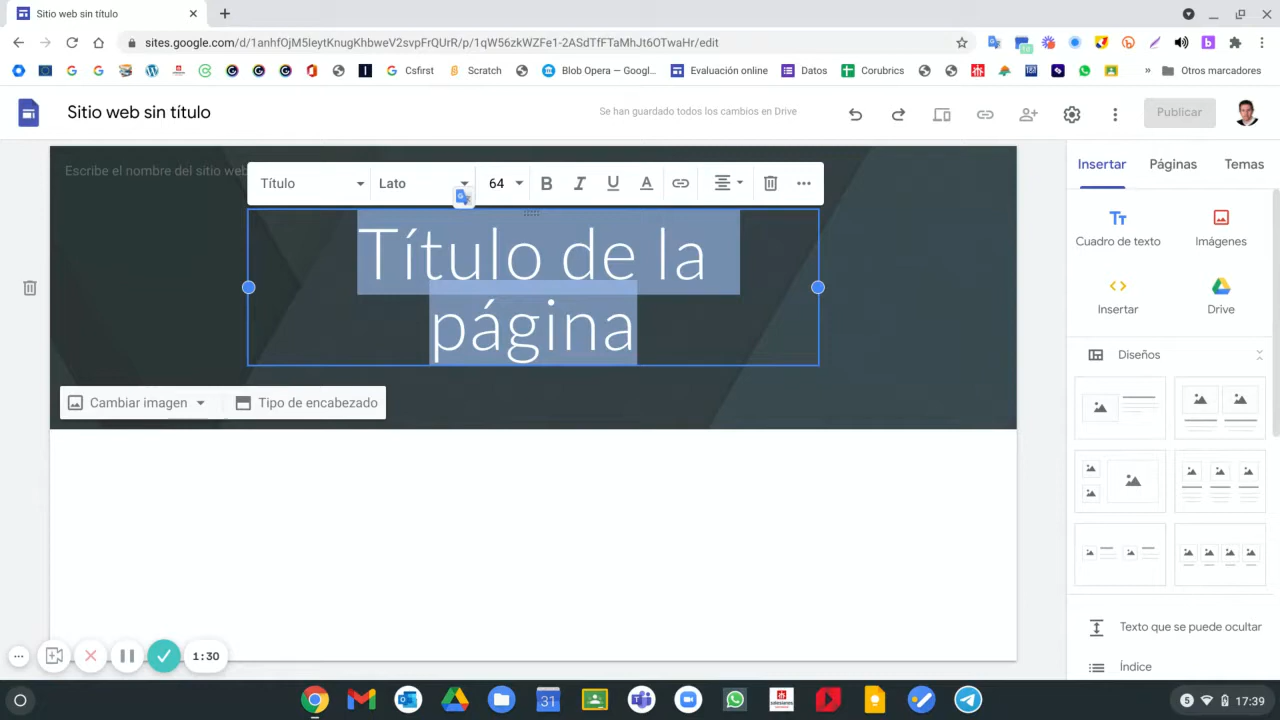 Sitio web sin título
sites.google.com/d/1anhfOjM5IeytKnugKhbweV2svpFrQUrR/p/1qW56zkWZFe1-2ASdTfFTaMhJt6OTwaHr/edit
Csfirst
Scratch
Blob Opera — Googl...
Evaluación online
Datos
Corubrics
Otros marcadores
Sitio web sin título
Se han guardado todos los cambios en Drive
Publicar
Escribe el nombre del sitio web
Título
Lato
64
Título de la
página
Cambiar imagen
Tipo de encabezado
Insertar
Páginas
Temas
Cuadro de texto
Imágenes
Insertar
Drive
Diseños
Texto que se puede ocultar
Índice
1:30
31
5
17:39